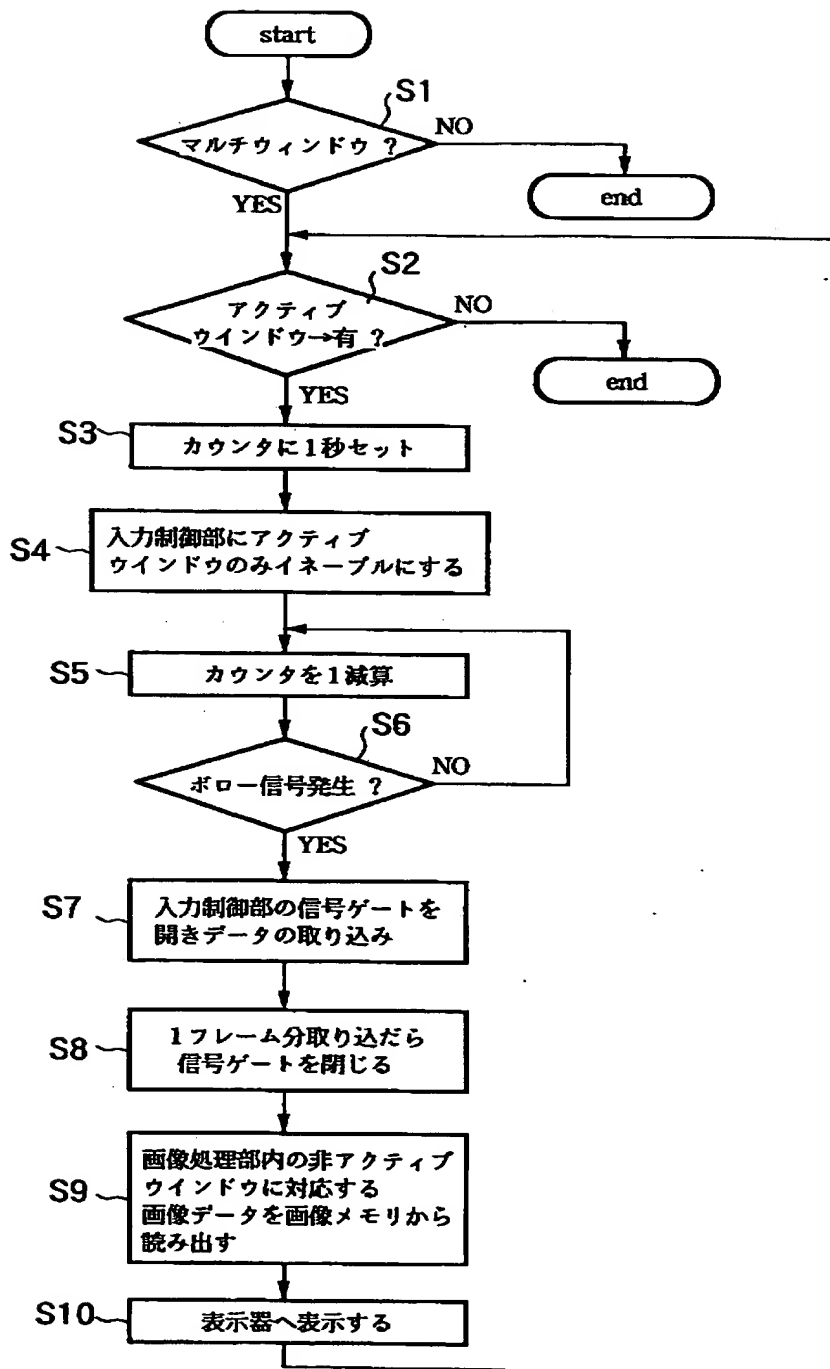 start
S1
マルチウィンドウ ?
NO
end
YES
S2
アクティブ
ウインドウ→有 ?
NO
end
YES
S3
カウンタに1秒セット
S4
入力制御部にアクティブ
ウインドウのみイネーブルにする
S5
カウンタを1減算
S6
ボロー信号発生 ?
NO
YES
S7
入力制御部の信号ゲートを
開きデータの取り込み
S8
1フレーム分取り込だら
信号ゲートを閉じる
S9
画像処理部内の非アクティブ
ウインドウに対応する
画像データを画像メモリから
読み出す
S10
表示器へ表示する